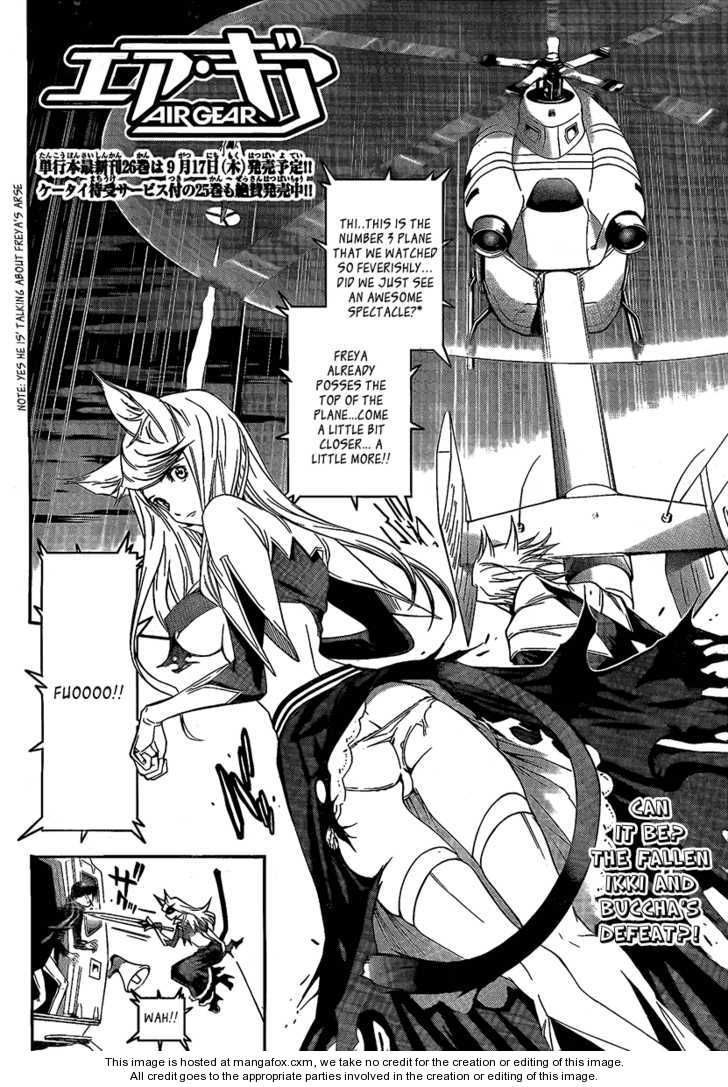 エア・ギア
AIR GEAR
単行本最新刊26巻は9月17日(木)発売予定!!
ケータイ待受サービス付の25巻も絶賛発売中!!
NOTE: YES HE IS' TALKING ABOUT FREYA'S ARSE
THI..THIS IS THE
NUMBER 3 PLANE
THAT WE WATCHED
SO FEVERISHLY...
DID WE JUST SEE
AN AWESOME
SPECTACLE?*
FREYA
ALREADY
POSSES THE
TOP OF THE
PLANE...COME
A LITTLE BIT
CLOSER... A
LITTLE MORE!!
FUOOOO!!
CAN
IT BE?
THE FALLEN
IKKI AND
BUCCHA'S
DEFEAT?!
WAH!!
This image is hosted at mangafox.cxm, we take no credit for the creation or editing of this image.
All credit goes to the appropriate parties involved in the creation or editing of this image.